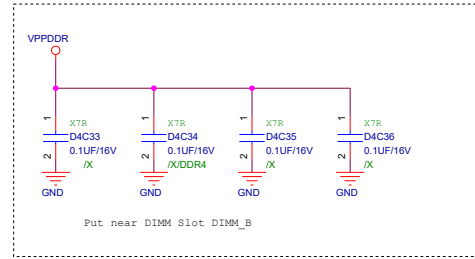 VPPDDR
1 X7R
D4C33
2 0.1UF/16V
/X
GND
1 X7R
D4C34
2 0.1UF/16V
/X/DDR4
GND
1 X7R
D4C35
2 0.1UF/16V
/X
GND
1 X7R
D4C36
2 0.1UF/16V
/X
GND
Put near DIMM Slot DIMM_B